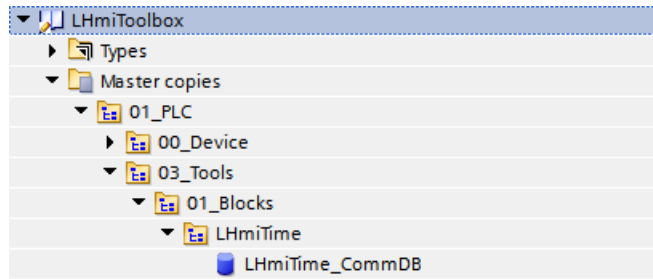 LHmiToolbox
Types
Master copies
01_PLC
00_Device
03_Tools
01_Blocks
LHmiTime
LHmiTime_CommDB